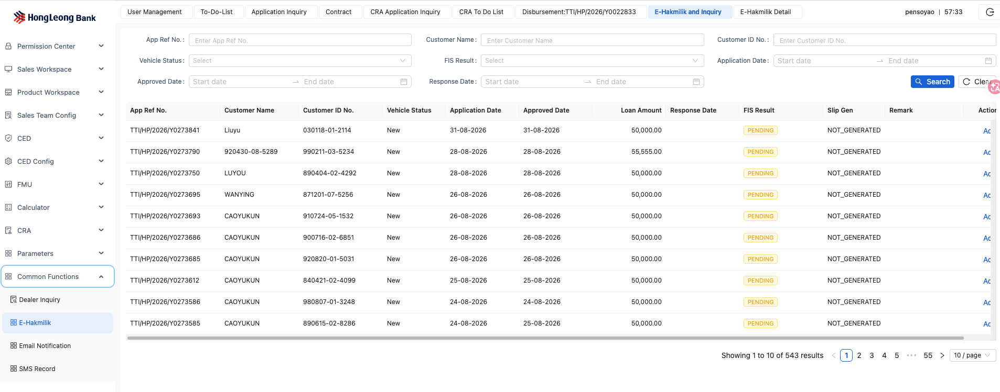 HongLeong Bank
User Management
To-Do-List
Application Inquiry
Contract
CRA Application Inquiry
CRA To Do List
Disbursement:TTI/HP/2026/Y0022833
E-Hakmilik and Inquiry
E-Hakmilik Detail
pensoyao | 57:33
Permission Center
Sales Workspace
Product Workspace
Sales Team Config
CED
CED Config
FMU
Calculator
CRA
Parameters
Common Functions
Dealer Inquiry
E-Hakmilik
Email Notification
SMS Record
App Ref No. : Enter App Ref No.
Customer Name : Enter Customer Name
Customer ID No. : Enter Customer ID No.
Vehicle Status : Select
FIS Result : Select
Application Date : Start date → End date
Approved Date : Start date → End date
Response Date : Start date → End date
Search
Clear
App Ref No. Customer Name Customer ID No. Vehicle Status Application Date Approved Date Loan Amount Response Date FIS Result Slip Gen Remark Action
TTI/HP/2026/Y0273841 Liuyu 030118-01-2114 New 31-08-2026 31-08-2026 50,000.00 PENDING NOT_GENERATED
TTI/HP/2026/Y0273790 920430-08-5289 990211-03-5234 New 28-08-2026 28-08-2026 55,555.00 PENDING NOT_GENERATED
TTI/HP/2026/Y0273750 LUYOU 890404-02-4292 New 28-08-2026 28-08-2026 50,000.00 PENDING NOT_GENERATED
TTI/HP/2026/Y0273695 WANYING 871201-07-5256 New 26-08-2026 26-08-2026 50,000.00 PENDING NOT_GENERATED
TTI/HP/2026/Y0273693 CAOYUKUN 910724-05-1532 New 26-08-2026 26-08-2026 50,000.00 PENDING NOT_GENERATED
TTI/HP/2026/Y0273686 CAOYUKUN 900716-02-6851 New 26-08-2026 26-08-2026 50,000.00 PENDING NOT_GENERATED
TTI/HP/2026/Y0273685 CAOYUKUN 920820-01-5031 New 26-08-2026 26-08-2026 50,000.00 PENDING NOT_GENERATED
TTI/HP/2026/Y0273612 CAOYUKUN 840421-02-4099 New 25-08-2026 25-08-2026 50,000.00 PENDING NOT_GENERATED
TTI/HP/2026/Y0273586 CAOYUKUN 980807-01-3248 New 24-08-2026 24-08-2026 50,000.00 PENDING NOT_GENERATED
TTI/HP/2026/Y0273585 CAOYUKUN 890615-02-8286 New 24-08-2026 25-08-2026 50,000.00 PENDING NOT_GENERATED
Showing 1 to 10 of 543 results < 1 2 3 4 5 ••• 55 > 10 / page